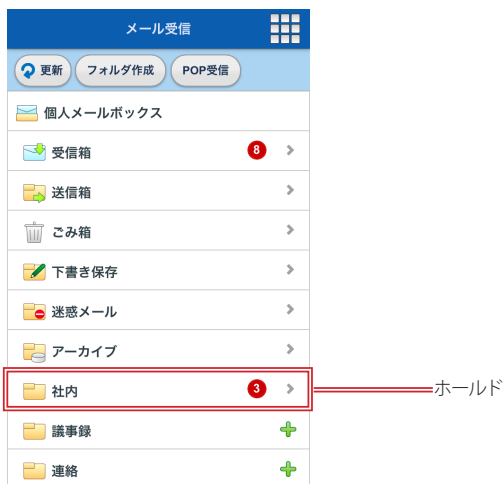 メール受信
更新 フォルダ作成 POP受信
個人メールボックス
受信箱 8
送信箱
ごみ箱
下書き保存
迷惑メール
アーカイブ
社内 3
ホールド
議事録
連絡